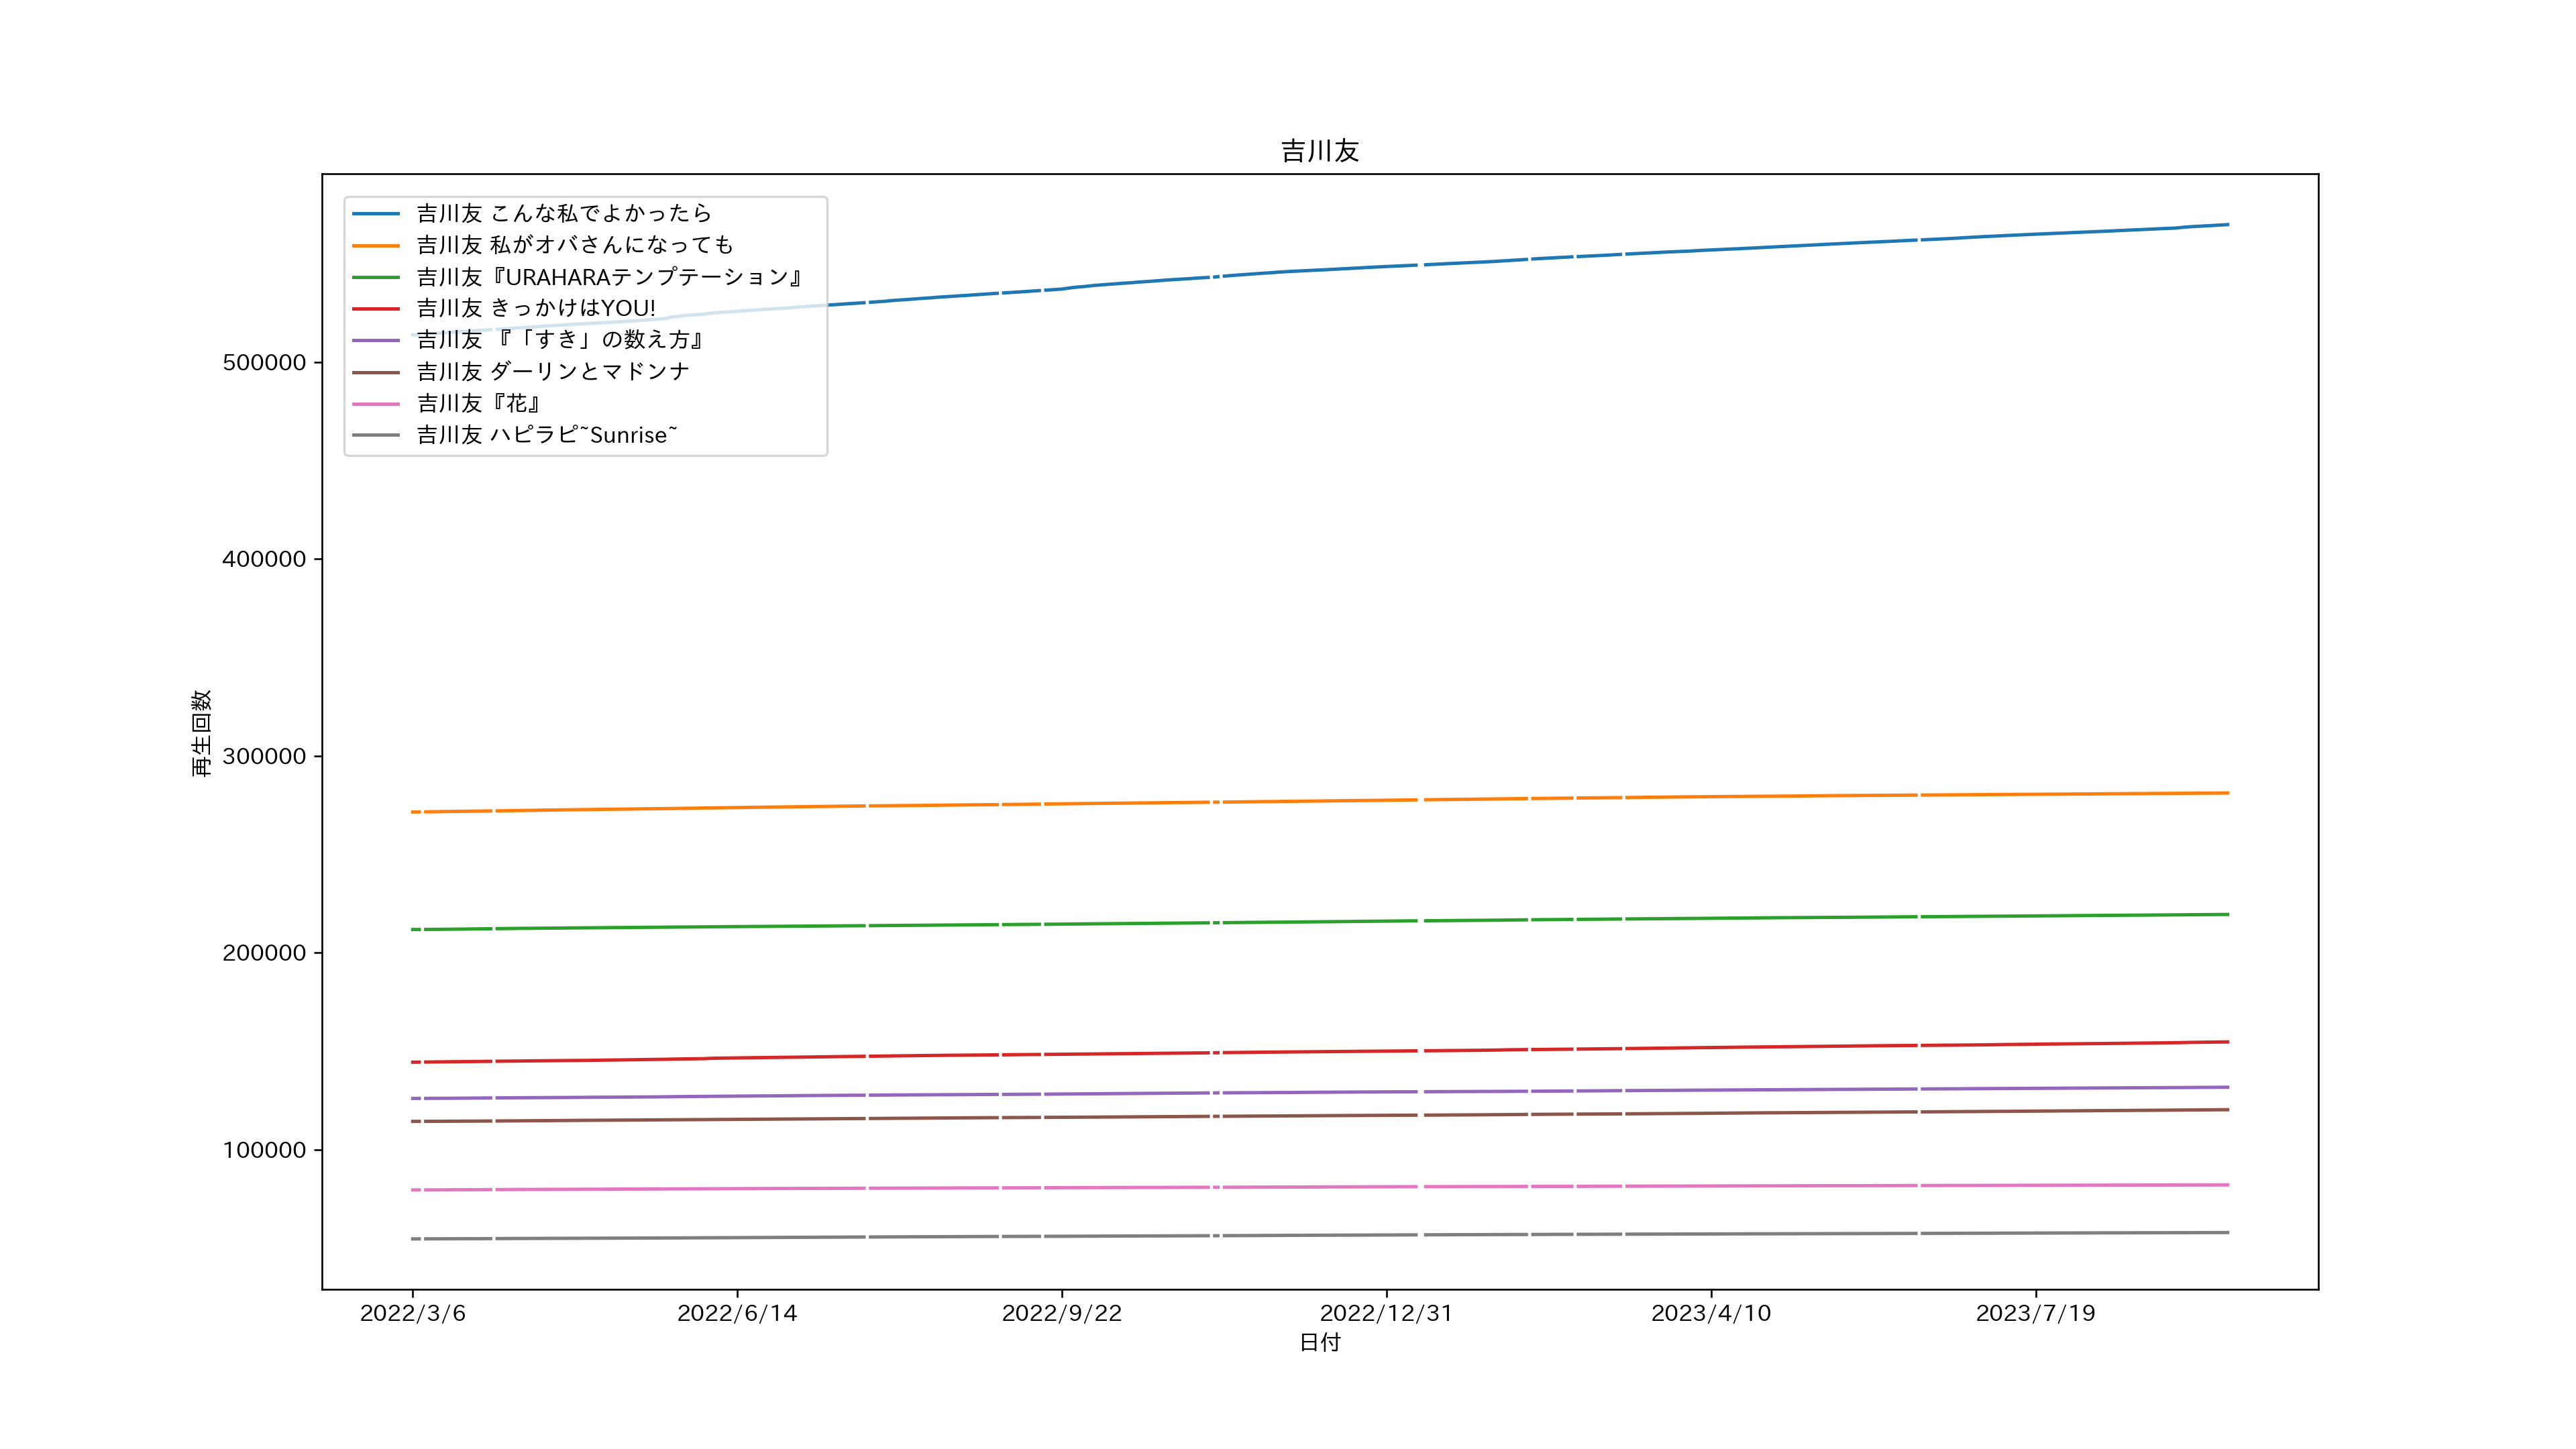 吉川友
吉川友 こんな私でよかったら
吉川友 私がオバさんになっても
吉川友『URAHARAテンプテーション』
吉川友 きっかけはYOU!
吉川友 『「すき」の数え方』
吉川友 ダーリンとマドンナ
吉川友『花』
吉川友 ハピラピ~Sunrise~
500000
400000
300000
200000
100000
再生回数
2022/3/6 2022/6/14 2022/9/22 2022/12/31 2023/4/10 2023/7/19
日付